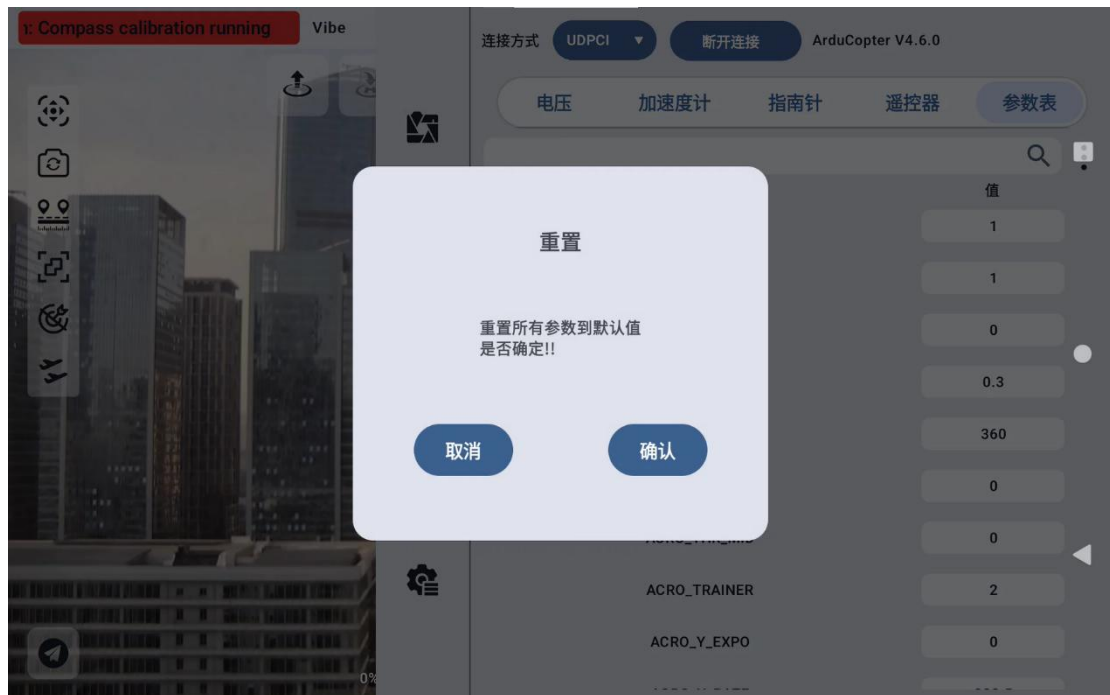 : Compass calibration running
Vibe
连接方式
UDPCI
断开连接
ArduCopter V4.6.0
电压
加速度计
指南针
遥控器
参数表
值
1
1
0
0.3
360
0
0
ACRO_TRAINER
2
ACRO_Y_EXPO
0
重置
重置所有参数到默认值
是否确定!!
取消
确认
0%